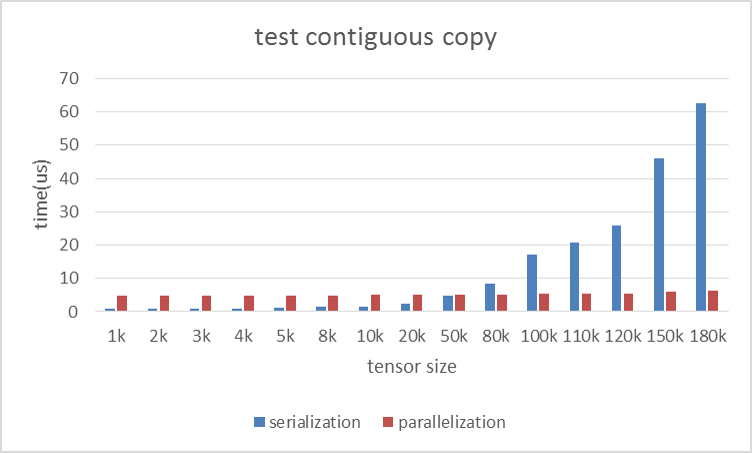 test contiguous copy
70
60
50
40
30
20
10
0
time(us)
1k 2k 3k 4k 5k 8k 10k 20k 50k 80k 100k 110k 120k 150k 180k
tensor size
serialization parallelization